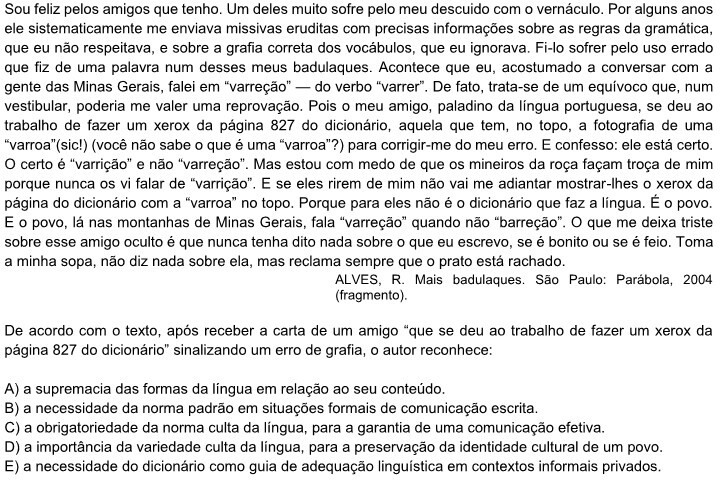 Sou feliz pelos amigos que tenho. Um deles muito sofre pelo meu descuido com o vernáculo. Por alguns anos
ele sistematicamente me enviava missivas eruditas com precisas informações sobre as regras da gramática,
que eu não respeitava, e sobre a grafia correta dos vocábulos, que eu ignorava. Fi-lo sofrer pelo uso errado
que fiz de uma palavra num desses meus badulaques. Acontece que eu, acostumado a conversar com a
gente das Minas Gerais, falei em “varreção” — do verbo “varrer”. De fato, trata-se de um equívoco que, num
vestibular, poderia me valer uma reprovação. Pois o meu amigo, paladino da língua portuguesa, se deu ao
trabalho de fazer um xerox da página 827 do dicionário, aquela que tem, no topo, a fotografia de uma
“varroa”(sic!) (você não sabe o que é uma “varroa”?) para corrigir-me do meu erro. E confesso: ele está certo.
O certo é “varrição” e não “varreção”. Mas estou com medo de que os mineiros da roça façam troça de mim
porque nunca os vi falar de “varrição”. E se eles rirem de mim não vai me adiantar mostrar-lhes o xerox da
página do dicionário com a “varroa” no topo. Porque para eles não é o dicionário que faz a língua. É o povo.
E o povo, lá nas montanhas de Minas Gerais, fala “varreção” quando não “barreção”. O que me deixa triste
sobre esse amigo oculto é que nunca tenha dito nada sobre o que eu escrevo, se é bonito ou se é feio. Toma
a minha sopa, não diz nada sobre ela, mas reclama sempre que o prato está rachado.
ALVES, R. Mais badulaques. São Paulo: Parábola, 2004
(fragmento).
De acordo com o texto, após receber a carta de um amigo “que se deu ao trabalho de fazer um xerox da
página 827 do dicionário” sinalizando um erro de grafia, o autor reconhece:
A) a supremacia das formas da língua em relação ao seu conteúdo.
B) a necessidade da norma padrão em situações formais de comunicação escrita.
C) a obrigatoriedade da norma culta da língua, para a garantia de uma comunicação efetiva.
D) a importância da variedade culta da língua, para a preservação da identidade cultural de um povo.
E) a necessidade do dicionário como guia de adequação linguística em contextos informais privados.